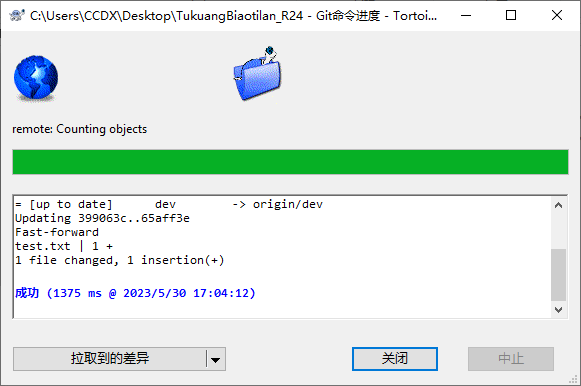 C:\Users\CCDX\Desktop\TukuangBiaotilan_R24 - Git命令进度 - Tortoi...
remote: Counting objects
= [up to date]      dev        -> origin/dev
Updating 399063c..65aff3e
Fast-forward
test.txt | 1 +
1 file changed, 1 insertion(+)
成功 (1375 ms @ 2023/5/30 17:04:12)
拉取到的差异
关闭
中止